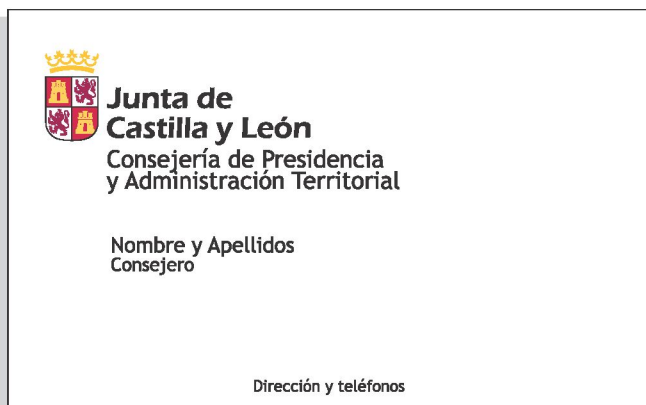 Junta de
Castilla y León
Consejería de Presidencia
y Administración Territorial
Nombre y Apellidos
Consejero
Dirección y teléfonos